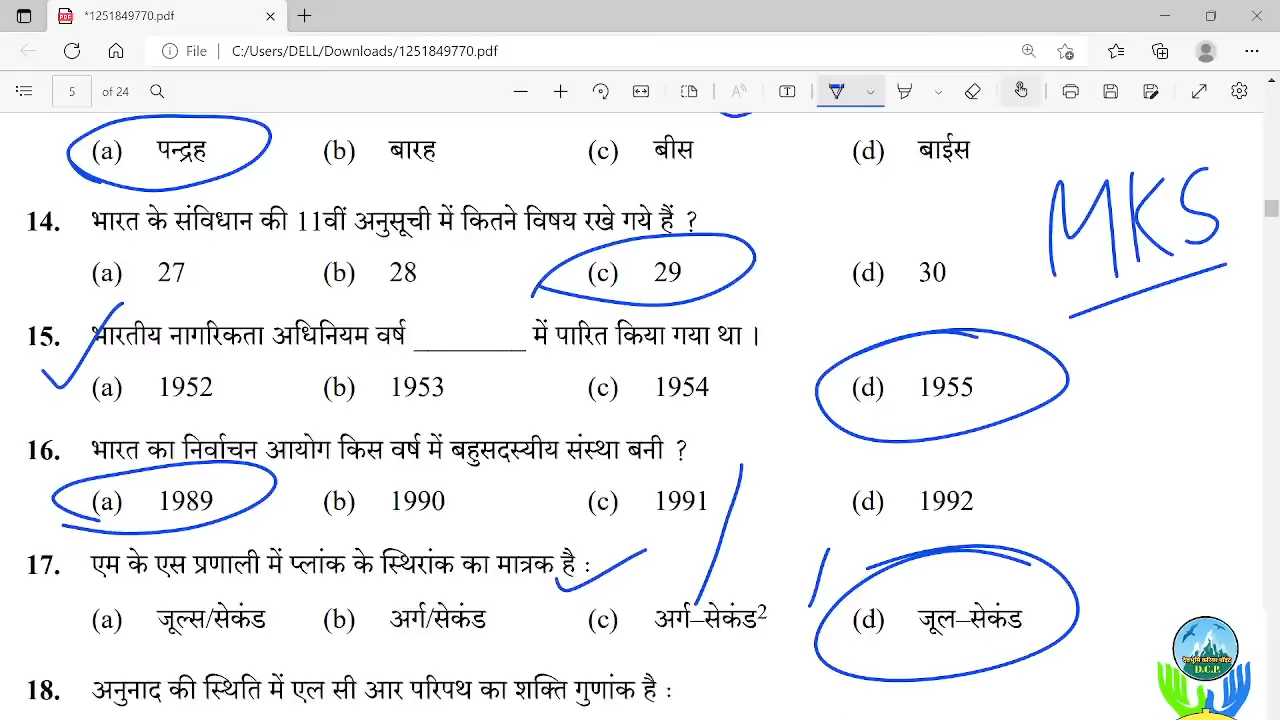 *1251849770.pdf
File
C:/Users/DELL/Downloads/1251849770.pdf
5 of 24
(a) पन्द्रह (b) बारह (c) बीस (d) बाईस
MKS
14. भारत के संविधान की 11वीं अनुसूची में कितने विषय रखे गये हैं ?
(a) 27 (b) 28 (c) 29 (d) 30
15. भारतीय नागरिकता अधिनियम वर्ष ________ में पारित किया गया था ।
(a) 1952 (b) 1953 (c) 1954 (d) 1955
16. भारत का निर्वाचन आयोग किस वर्ष में बहुसदस्यीय संस्था बनी ?
(a) 1989 (b) 1990 (c) 1991 (d) 1992
17. एम के एस प्रणाली में प्लांक के स्थिरांक का मात्रक है :
(a) जूल्स/सेकंड (b) अर्ग/सेकंड (c) अर्ग–सेकंड² (d) जूल–सेकंड
18. अनुनाद की स्थिति में एल सी आर परिपथ का शक्ति गुणांक है :
D.C.P.